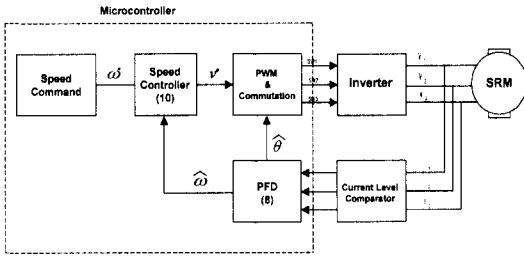 Microcontroller
Speed
Command
ω*
Speed
Controller
(10)
v*
PWM
&
Commutation
Inverter
SRM
θ̂
ω̂
PFD
(8)
Current Level
Comparator